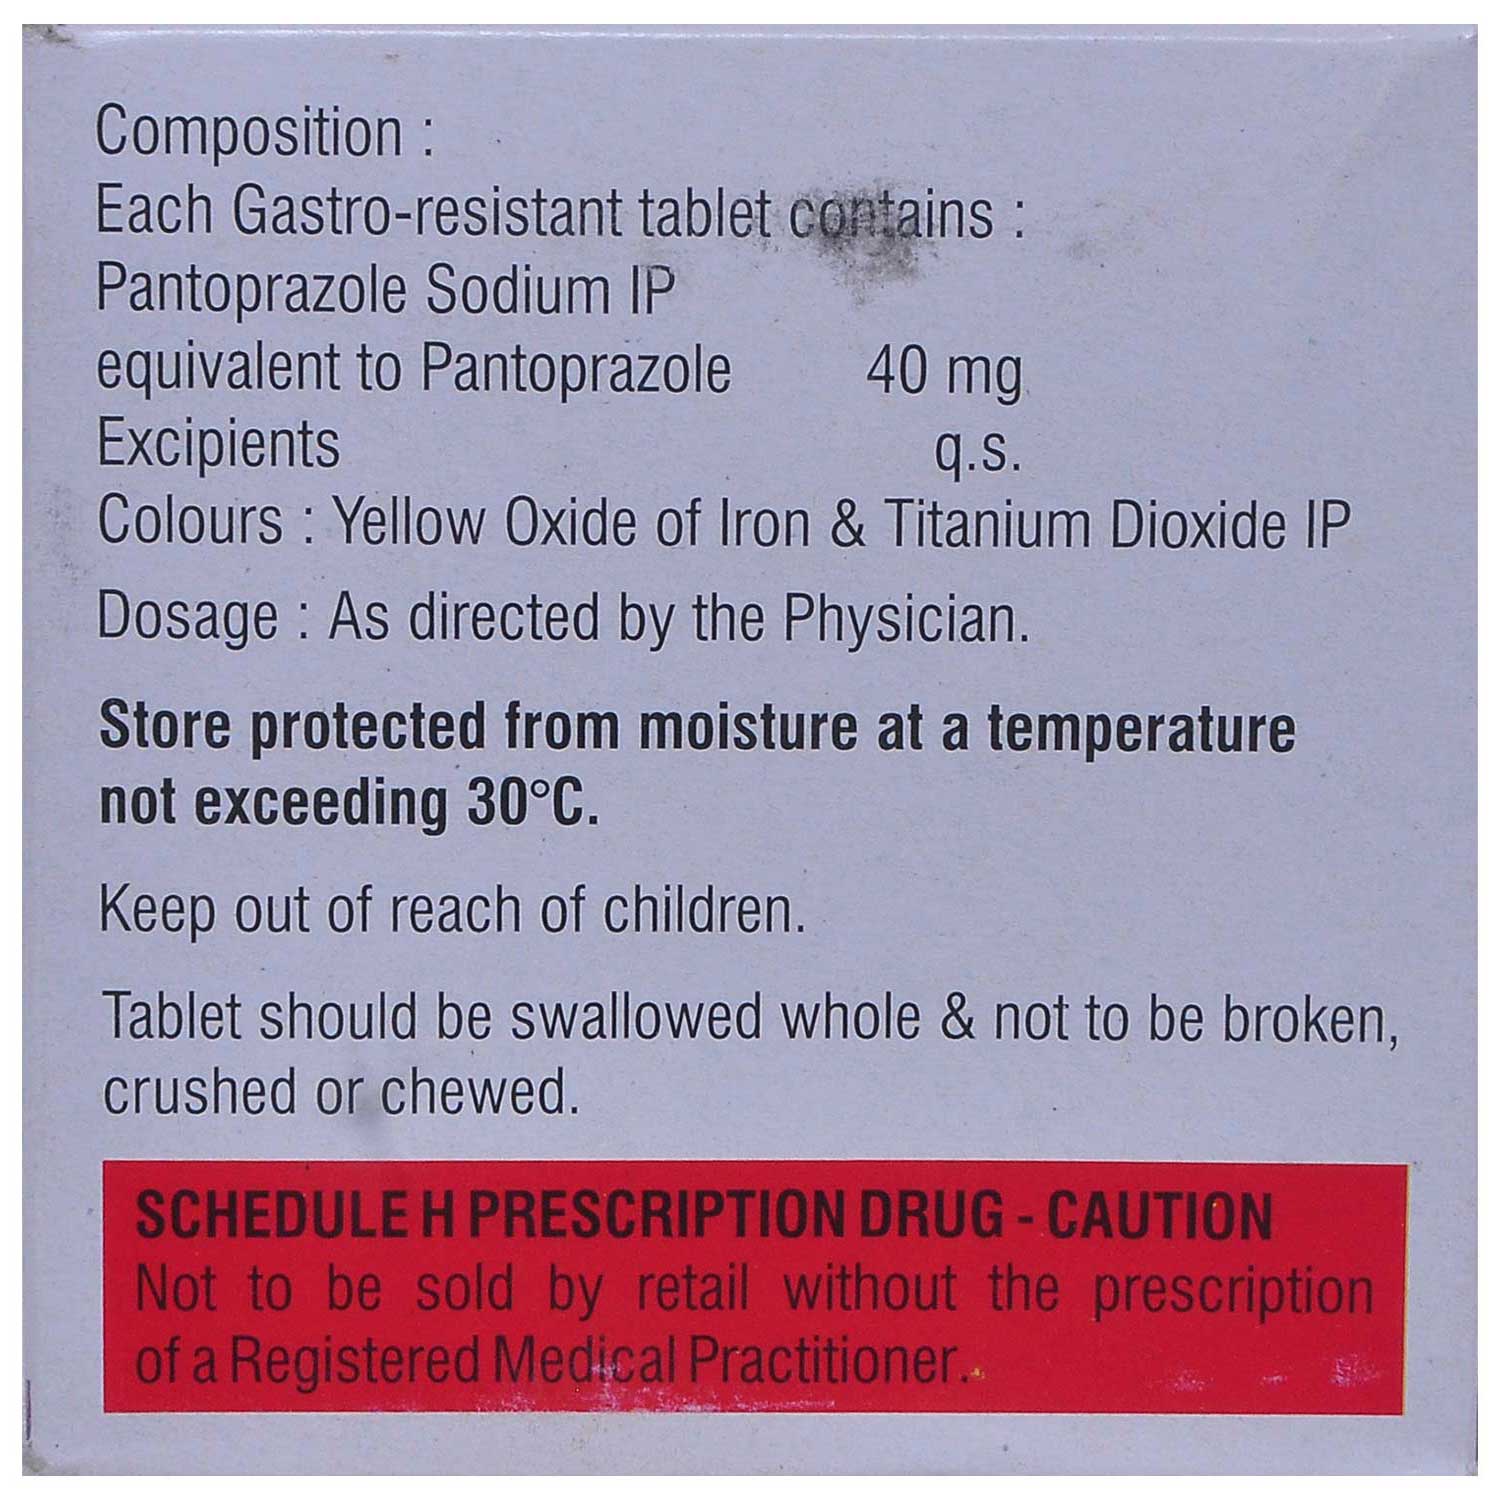 Composition :
Each Gastro-resistant tablet contains :
Pantoprazole Sodium IP
equivalent to Pantoprazole 40 mg
Excipients q.s.
Colours : Yellow Oxide of Iron & Titanium Dioxide IP
Dosage : As directed by the Physician.
Store protected from moisture at a temperature
not exceeding 30°C.
Keep out of reach of children.
Tablet should be swallowed whole & not to be broken,
crushed or chewed.
SCHEDULE H PRESCRIPTION DRUG - CAUTION
Not to be sold by retail without the prescription
of a Registered Medical Practitioner.